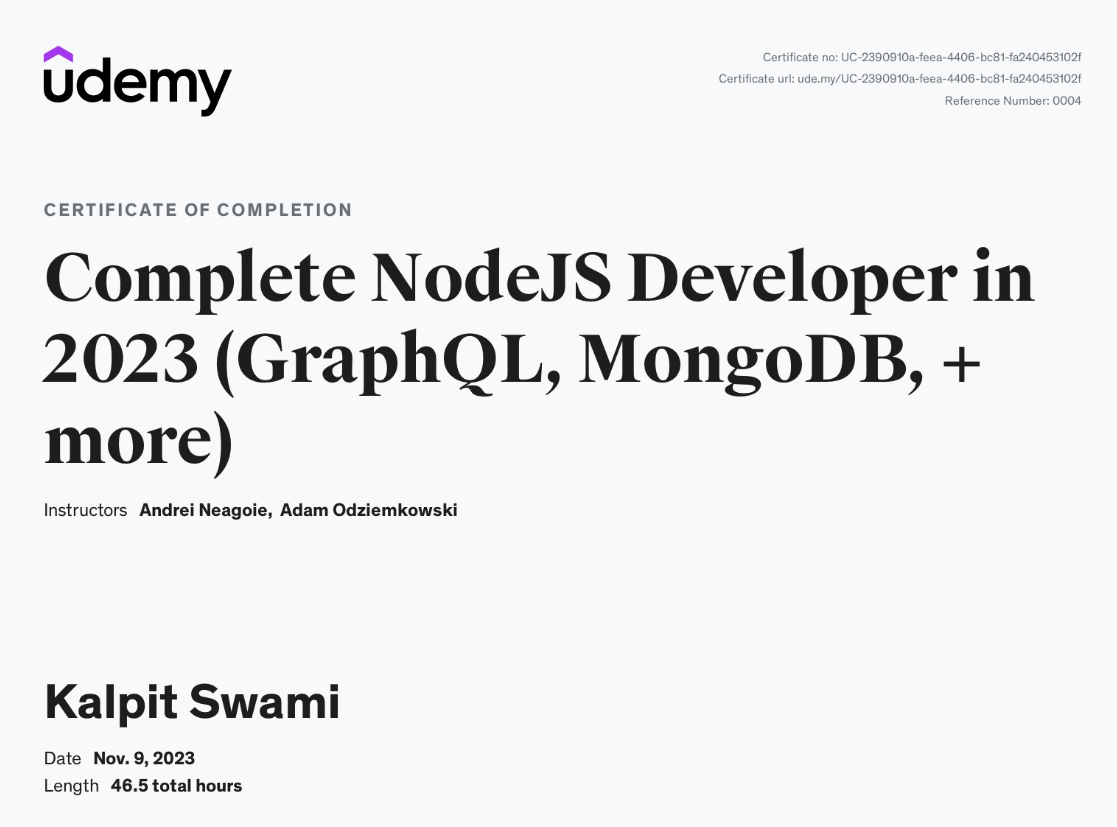 udemy
Certificate no: UC-2390910a-feea-4406-bc81-fa240453102f
Certificate url: ude.my/UC-2390910a-feea-4406-bc81-fa240453102f
Reference Number: 0004
CERTIFICATE OF COMPLETION
Complete NodeJS Developer in
2023 (GraphQL, MongoDB, +
more)
Instructors Andrei Neagoie, Adam Odziemkowski
Kalpit Swami
Date Nov. 9, 2023
Length 46.5 total hours